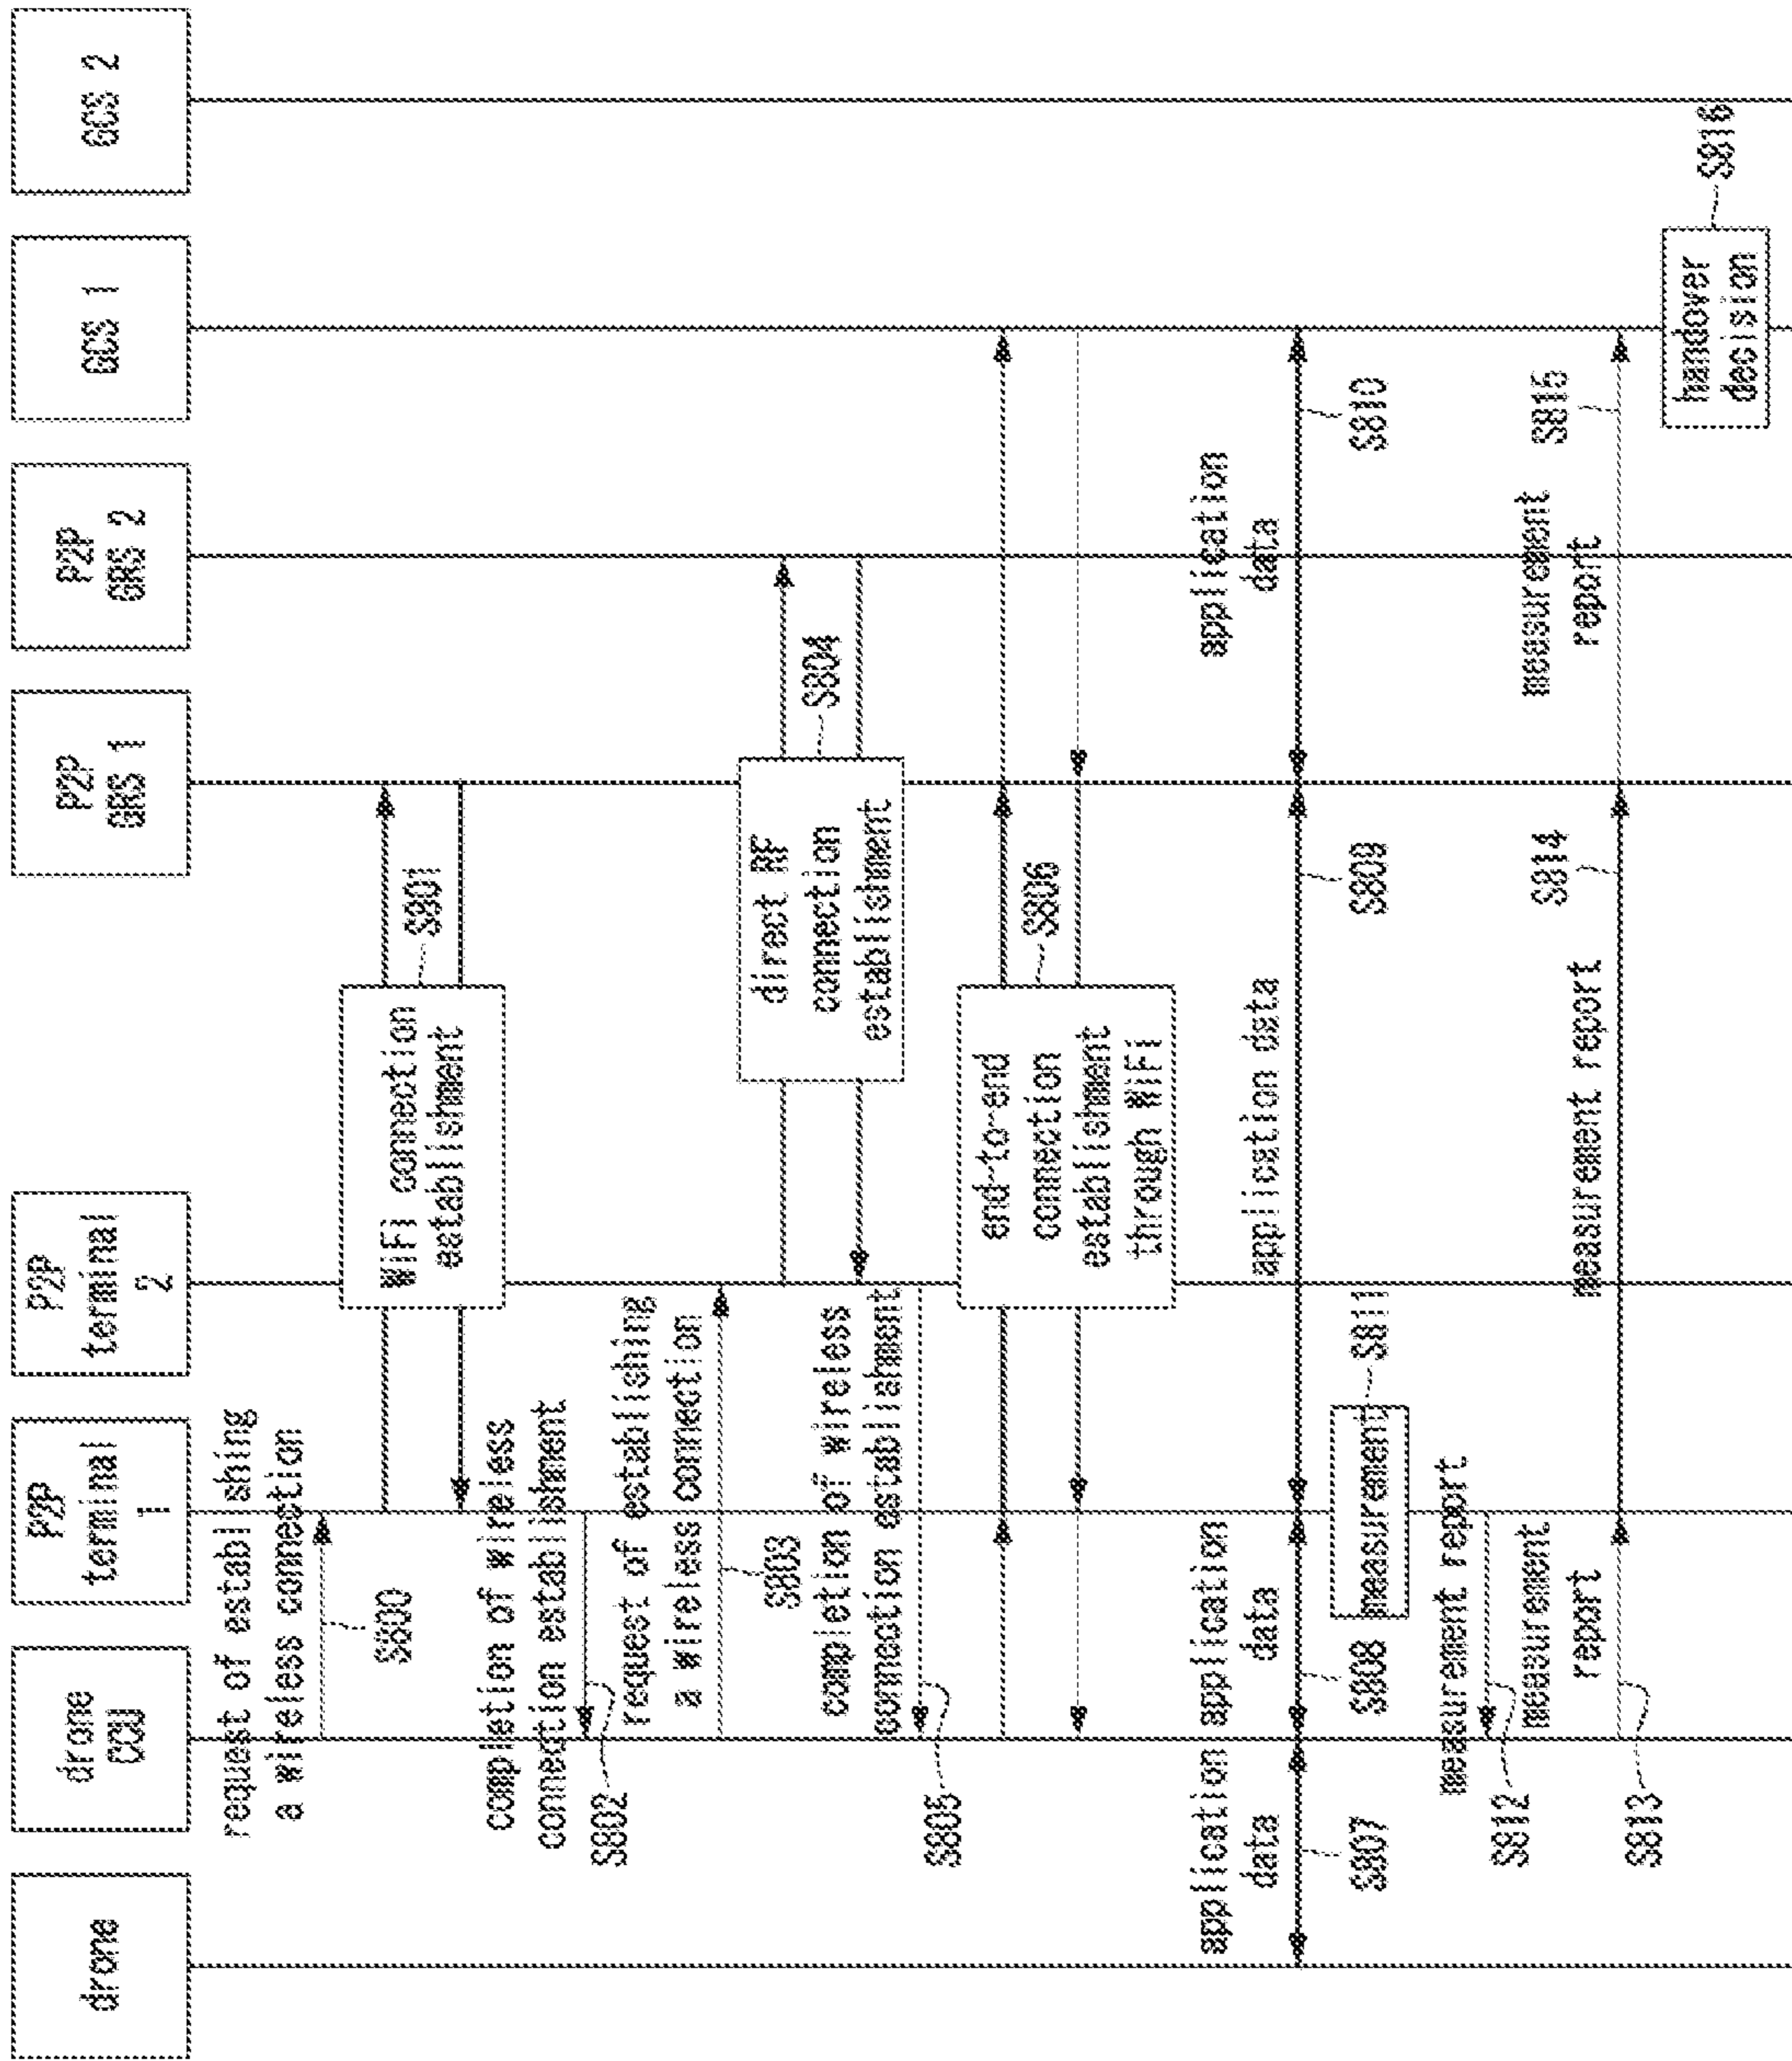 drone
drone
CCU
P2P
terminal
1
P2P
terminal
2
P2P
GRS 1
P2P
GRS 2
GCS 1
GCS 2
request of establishing
a wireless connection
S800
WiFi connection
establishment
S801
completion of wireless
connection establishment
S802
request of establishing
a wireless connection
S803
direct RF
connection
establishment
S804
completion of wireless
connection establishment
S805
end-to-end
connection
establishment
through WiFi
S806
application
data
S807
application
data
S808
application data
S809
application
data
S810
measurement
S811
measurement report
S812
measurement
report
S813
measurement report
S814
measurement
report
S815
handover
decision
S816